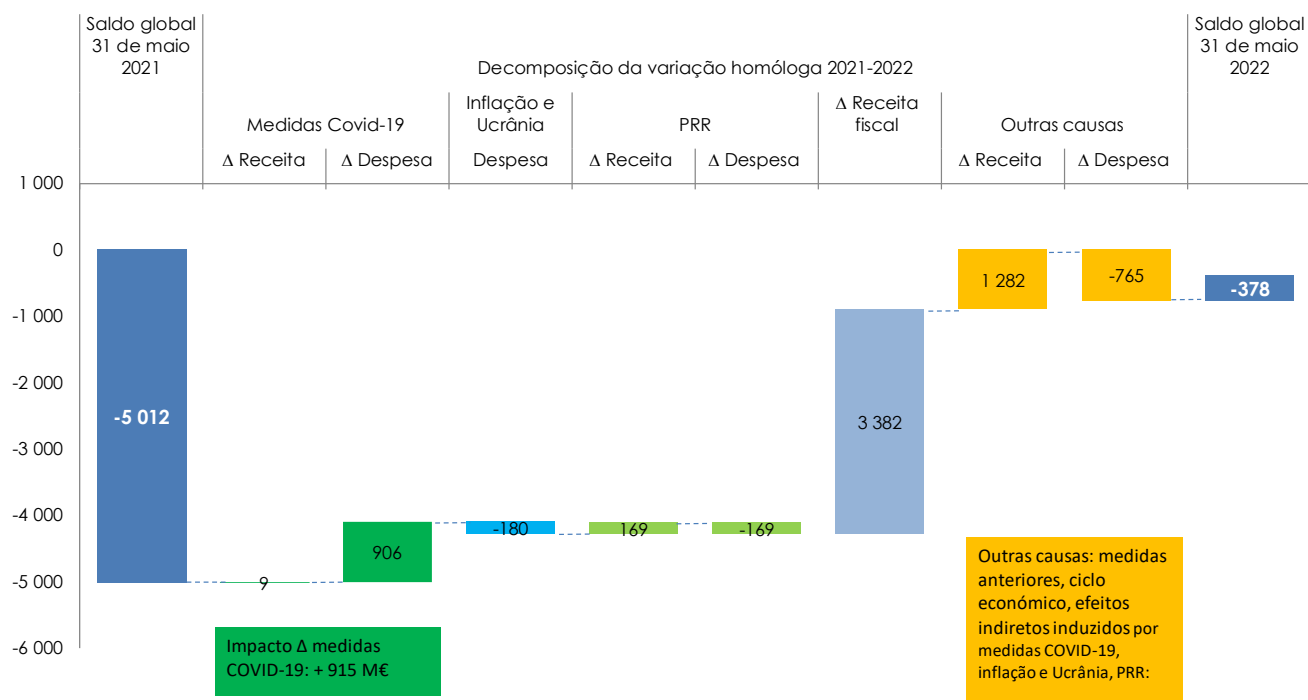 Saldo global
31 de maio
2021
Decomposição da variação homóloga 2021-2022
Saldo global
31 de maio
2022
Medidas Covid-19
Inflação e
Ucrânia
PRR
Δ Receita
fiscal
Outras causas
Δ Receita
Δ Despesa
Despesa
Δ Receita
Δ Despesa
Δ Receita
Δ Despesa
1 000
0
-1 000
-2 000
-3 000
-4 000
-5 000
-6 000
-5 012
9
906
-180
169
-169
3 382
1 282
-765
-378
Impacto Δ medidas
COVID-19: + 915 M€
Outras causas: medidas
anteriores, ciclo
económico, efeitos
indiretos induzidos por
medidas COVID-19,
inflação e Ucrânia, PRR: